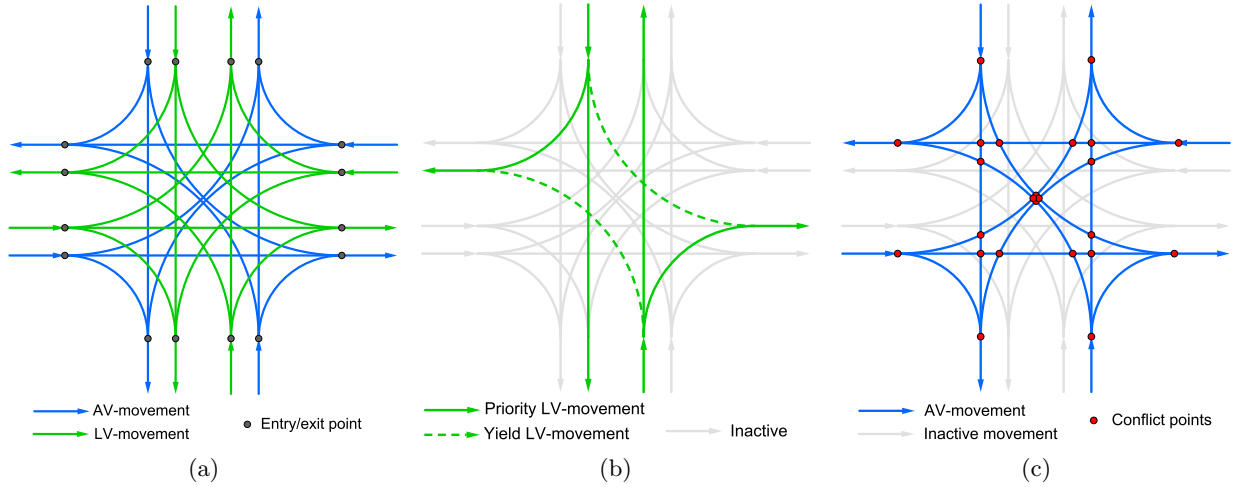 AV-movement
LV-movement
Entry/exit point
(a)
Priority LV-movement
Yield LV-movement
Inactive
(b)
AV-movement
Inactive movement
Conflict points
(c)